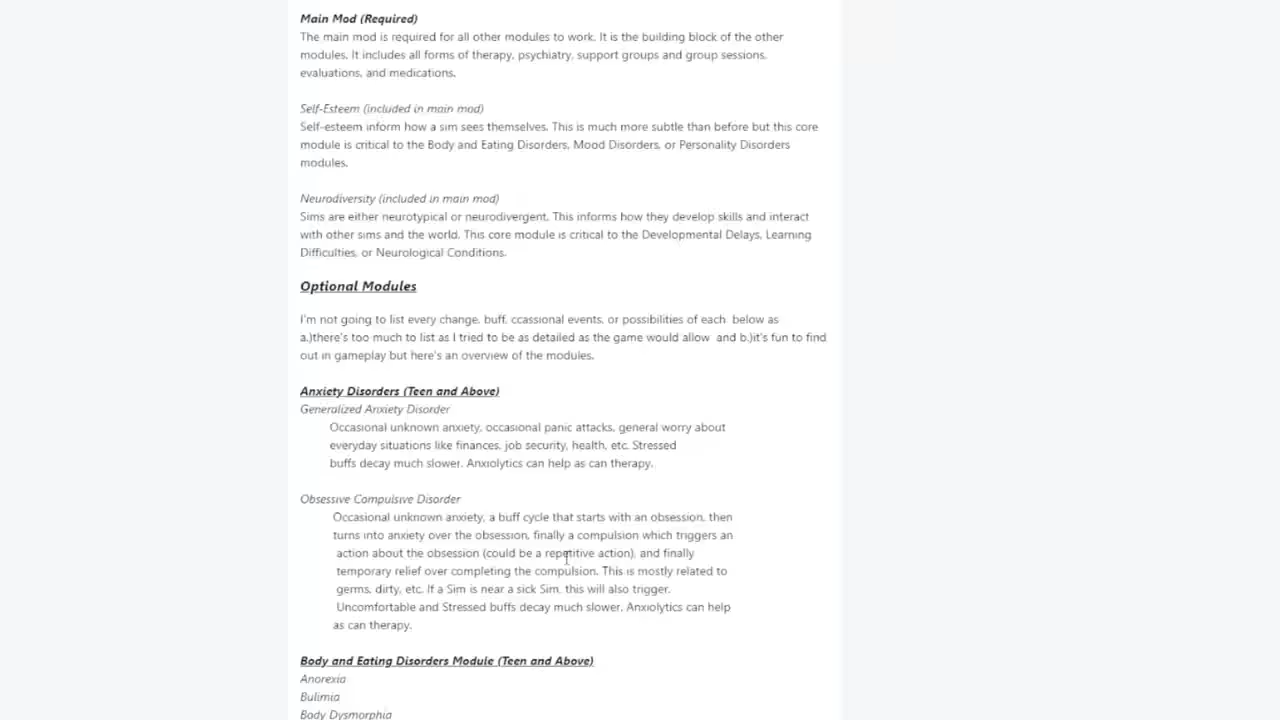 Main Mod (Required)
The main mod is required for all other modules to work. It is the building block of the other
modules. It includes all forms of therapy, psychiatry, support groups and group sessions,
evaluations, and medications.
Self-Esteem (included in main mod)
Self-esteem inform how a sim sees themselves. This is much more subtle than before but this core
module is critical to the Body and Eating Disorders, Mood Disorders, or Personality Disorders
modules.
Neurodiversity (included in main mod)
Sims are either neurotypical or neurodivergent. This informs how they develop skills and interact
with other sims and the world. This core module is critical to the Developmental Delays, Learning
Difficulties, or Neurological Conditions.
Optional Modules
I'm not going to list every change, buff, ccassional events, or possibilities of each  below as
a.)there's too much to list as I tried to be as detailed as the game would allow  and b.)it's fun to find
out in gameplay but here's an overview of the modules.
Anxiety Disorders (Teen and Above)
Generalized Anxiety Disorder
Occasional unknown anxiety, occasional panic attacks, general worry about
everyday situations like finances, job security, health, etc. Stressed
buffs decay much slower. Anxiolytics can help as can therapy.
Obsessive Compulsive Disorder
Occasional unknown anxiety, a buff cycle that starts with an obsession, then
turns into anxiety over the obsession, finally a compulsion which triggers an
action about the obsession (could be a repetitive action), and finally
temporary relief over completing the compulsion. This is mostly related to
germs, dirty, etc. If a Sim is near a sick Sim, this will also trigger.
Uncomfortable and Stressed buffs decay much slower. Anxiolytics can help
as can therapy.
Body and Eating Disorders Module (Teen and Above)
Anorexia
Bulimia
Body Dysmorphia